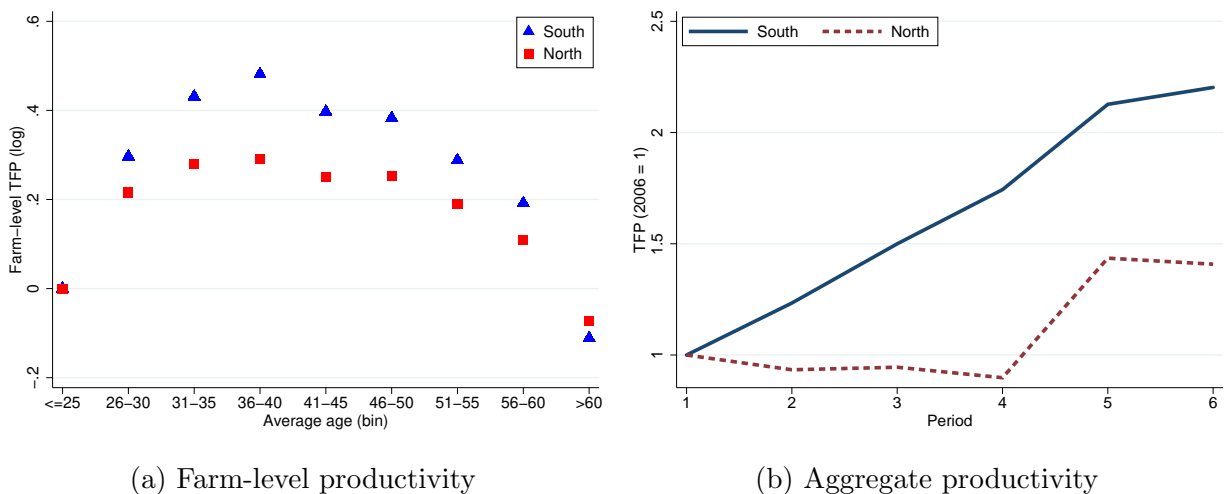 .6
.4
.2
0
-.2
Farm-level TFP (log)
South
North
<=25 26-30 31-35 36-40 41-45 46-50 51-55 56-60 >60
Average age (bin)
(a) Farm-level productivity
2.5
2
1.5
1
TFP (2006 = 1)
South North
1 2 3 4 5 6
Period
(b) Aggregate productivity